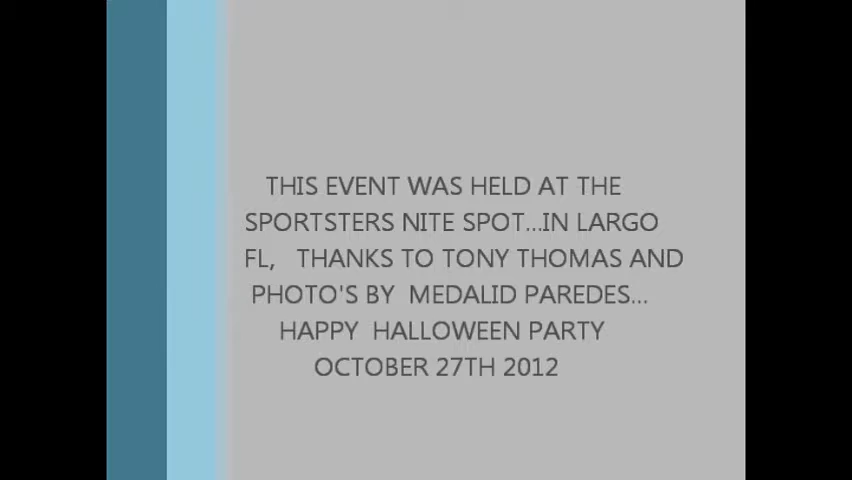 THIS EVENT WAS HELD AT THE
SPORTSTERS NITE SPOT...IN LARGO
FL,   THANKS TO TONY THOMAS AND
PHOTO'S BY  MEDALID PAREDES...
HAPPY  HALLOWEEN PARTY
OCTOBER 27TH 2012